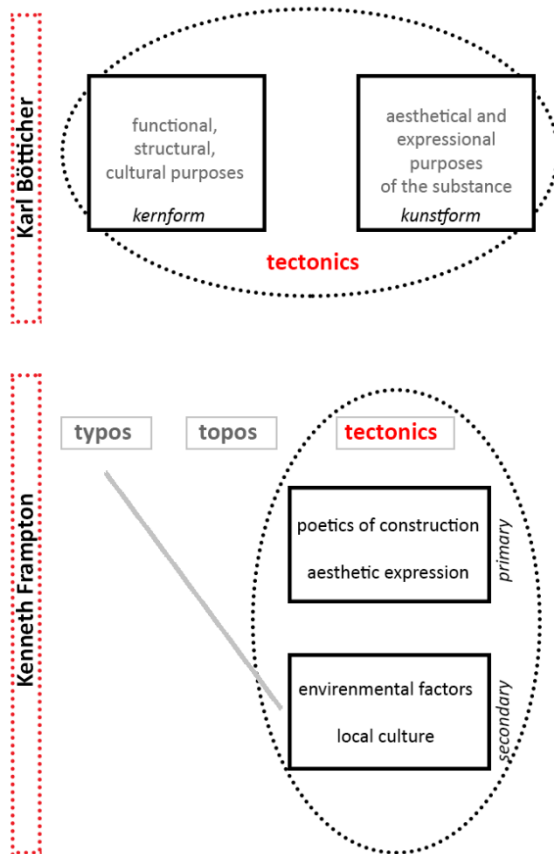 Karl Bötticher
functional,
structural,
cultural purposes
kernform
aesthetical and
expressional
purposes
of the substance
kunstform
tectonics
Kenneth Frampton
typos
topos
tectonics
poetics of construction
aesthetic expression
primary
envirenmental factors
local culture
secondary